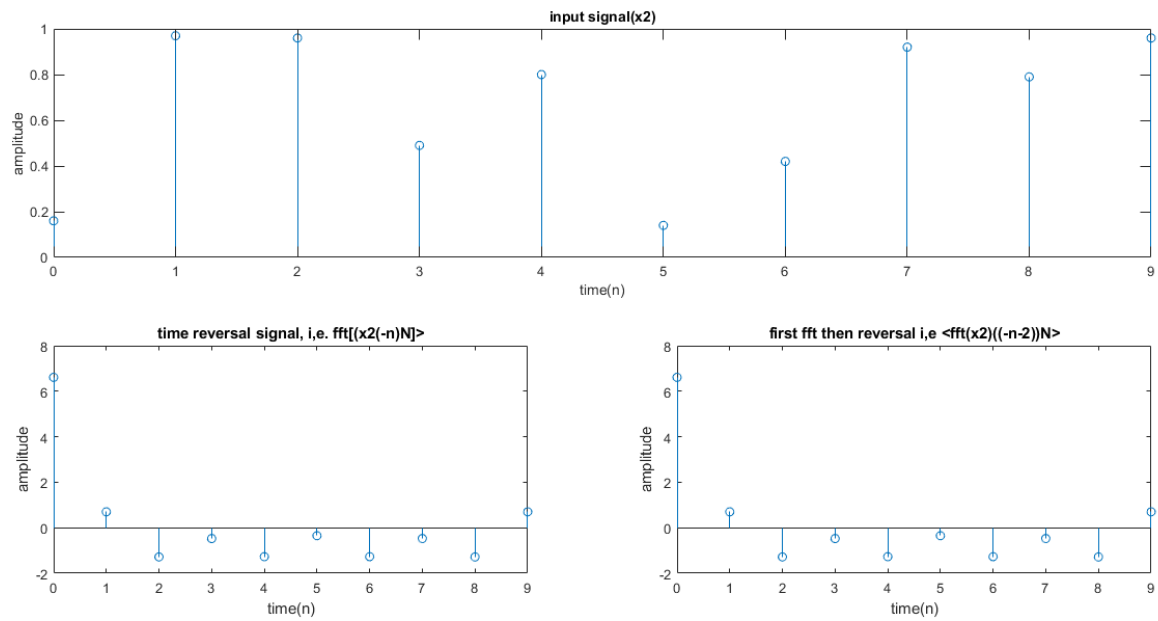 input signal(x2)
1
0.8
0.6
0.4
0.2
0
amplitude
0 1 2 3 4 5 6 7 8 9
time(n)
time reversal signal, i,e. fft[(x2(-n)N]>
8
6
4
2
0
-2
amplitude
0 1 2 3 4 5 6 7 8 9
time(n)
first fft then reversal i,e <fft(x2)((-n-2))N>
8
6
4
2
0
-2
amplitude
0 1 2 3 4 5 6 7 8 9
time(n)